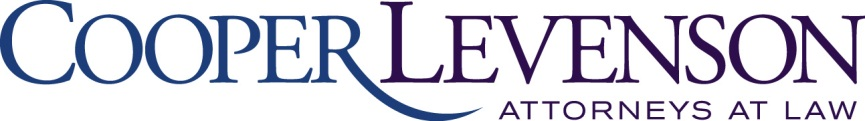 COOPER LEVENSON
ATTORNEYS AT LAW